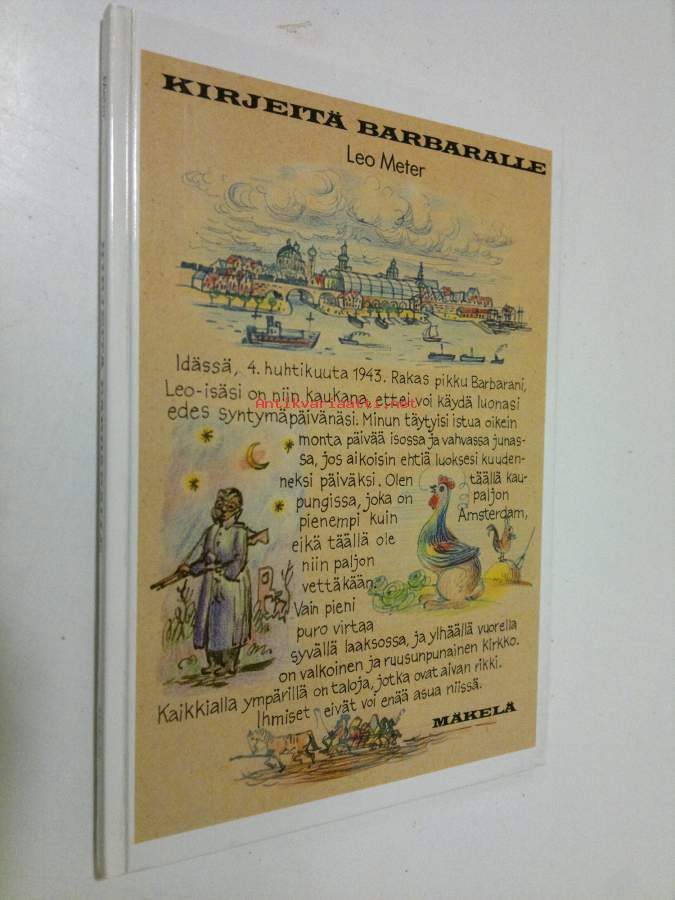 KIRJEITÄ BARBARALLE
Leo Meter
Idässä, 4. huhtikuuta 1943. Rakas pikku Barbarani,
Leo-isäsi on niin kaukana, ettei voi käydä luonasi
Antikvariaatti.net
edes syntymäpäivänäsi. Minun täytyisi istua oikein
monta päivää isossa ja vahvassa junas-
sa, jos aikoisin ehtiä luoksesi kuuden-
neksi päiväksi. Olen täällä kau-
pungissa, joka on paljon
pienempi kuin Amsterdam,
eikä täällä ole
niin paljon
vettäkään.
Vain pieni
puro virtaa
syvällä laaksossa, ja ylhäällä vuorella
on valkoinen ja ruusunpunainen kirkko.
Kaikkialla ympärillä on taloja, jotka ovat aivan rikki.
Ihmiset eivät voi enää asua niissä.
MÄKELÄ